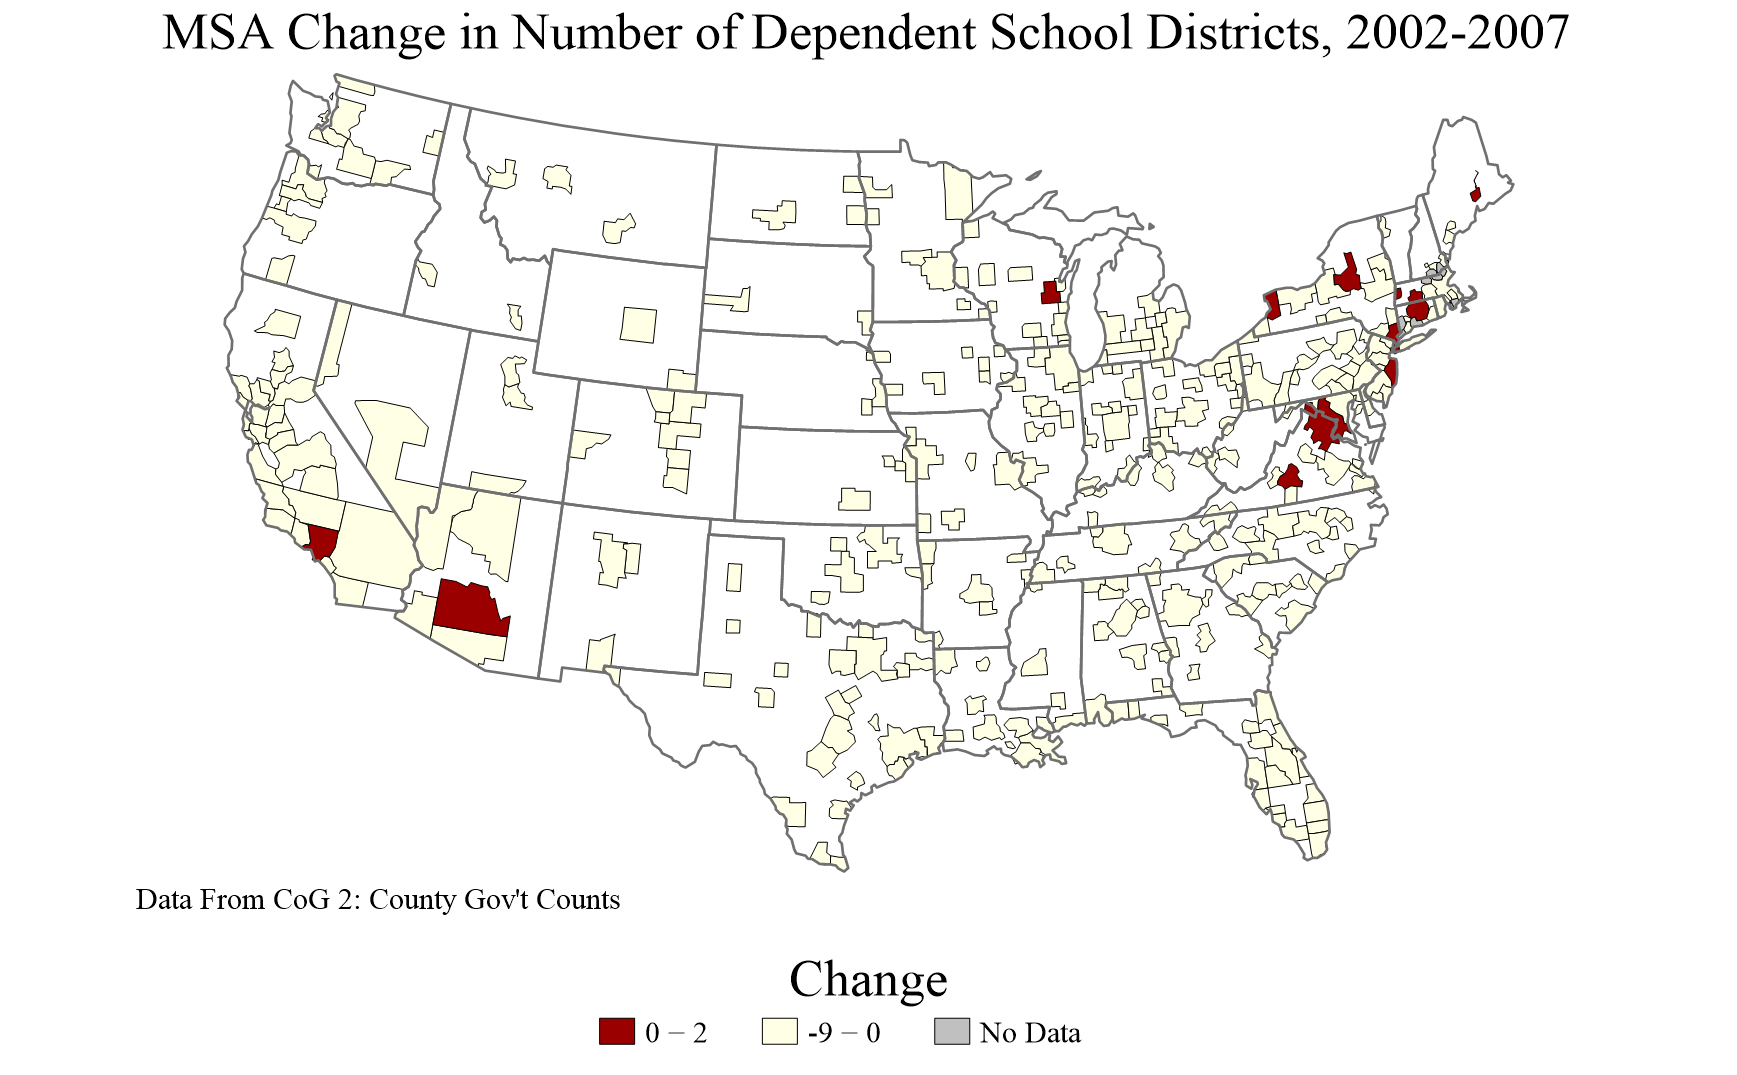 MSA Change in Number of Dependent School Districts, 2002-2007
Data From CoG 2: County Gov't Counts
Change
0 − 2
-9 − 0
No Data